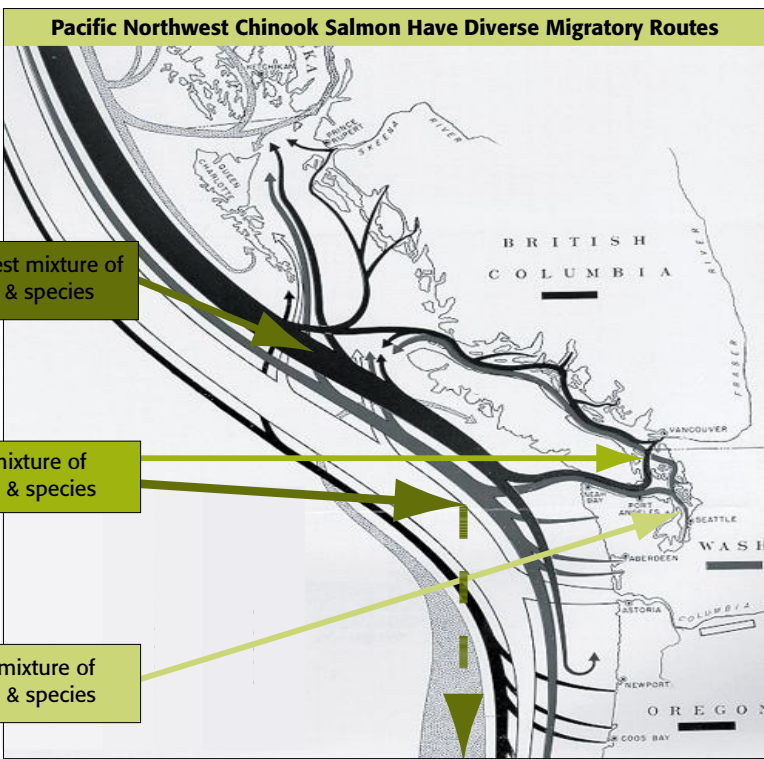 Pacific Northwest Chinook Salmon Have Diverse Migratory Routes
KETCHIKAN
PRINCE
RUPERT
SKEENA
RIVER
QUEEN
CHARLOTTE
BRITISH
COLUMBIA
RIVER
FRASER
mixture of
& species
VANCOUVER
mixture of
& species
NEAH
BAY
PORT
ANGELES
SEATTLE
WASH
ABERDEEN
ASTORIA
COLUMBIA
mixture of
& species
NEWPORT
OREGON
COOS BAY